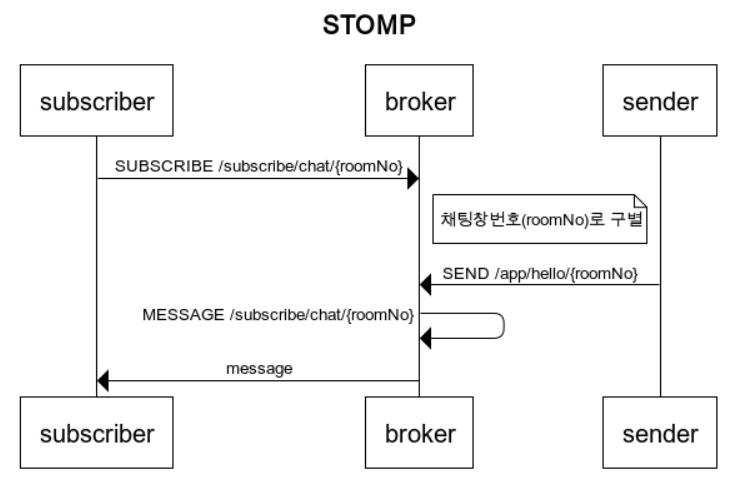 STOMP
subscriber
broker
sender
SUBSCRIBE /subscribe/chat/{roomNo}
채팅창번호(roomNo)로 구별
SEND /app/hello/{roomNo}
MESSAGE /subscribe/chat/{roomNo}
message
subscriber
broker
sender